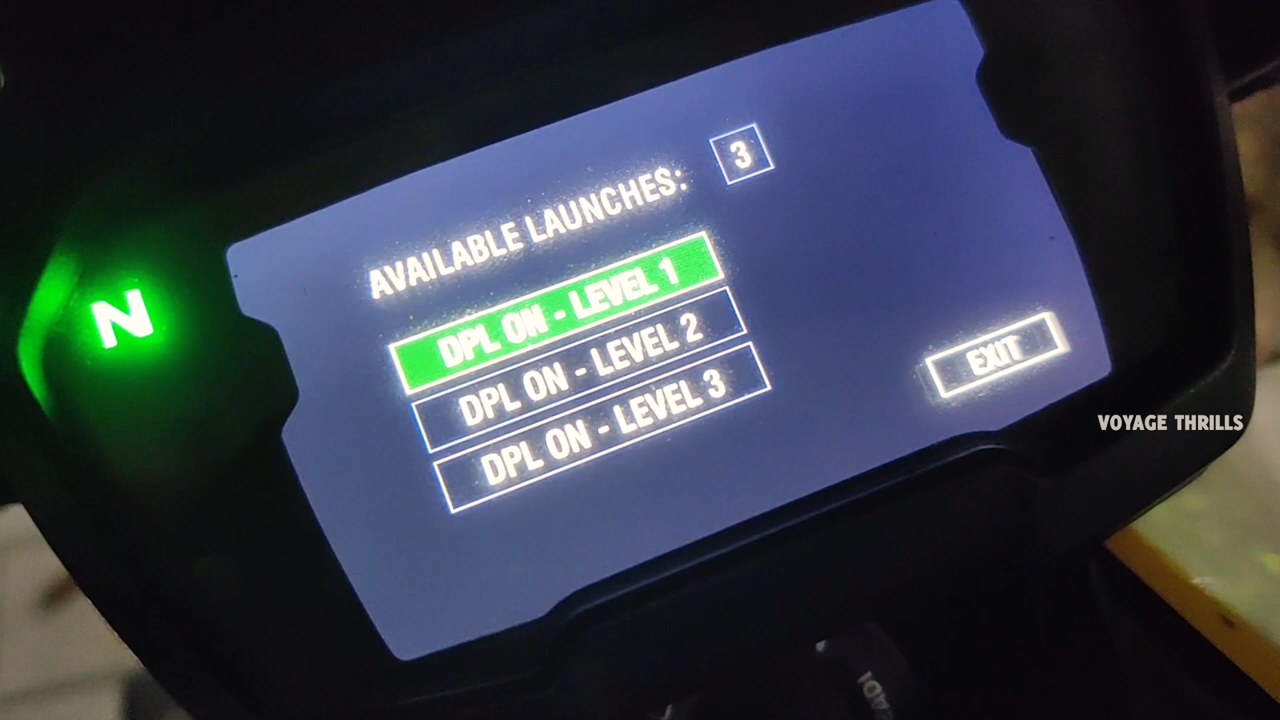 AVAILABLE LAUNCHES: 3
N
DPL ON - LEVEL 1
DPL ON - LEVEL 2
DPL ON - LEVEL 3
EXIT
VOYAGE THRILLS